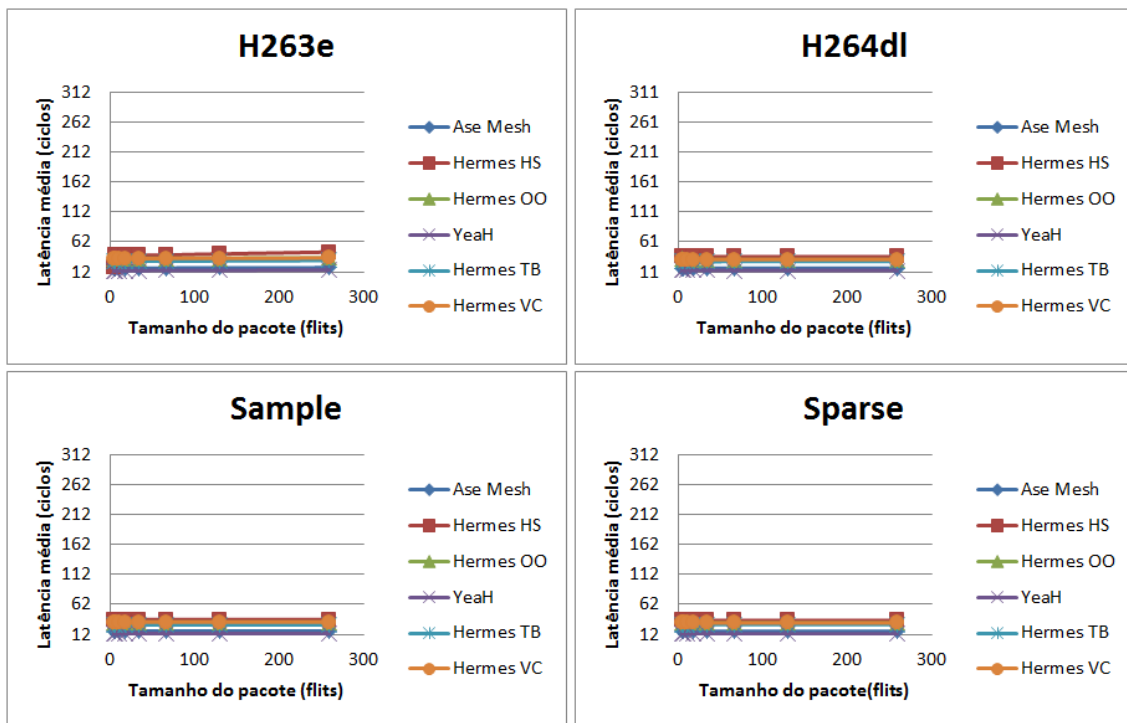 H263e
Latência média (ciclos)
312
262
212
162
112
62
12
0
100
200
300
Tamanho do pacote (flits)
Ase Mesh
Hermes HS
Hermes OO
YeaH
Hermes TB
Hermes VC
H264dl
Latência média (ciclos)
311
261
211
161
111
61
11
0
100
200
300
Tamanho do pacote (flits)
Ase Mesh
Hermes HS
Hermes OO
YeaH
Hermes TB
Hermes VC
Sample
Latência média (ciclos)
312
262
212
162
112
62
12
0
100
200
300
Tamanho do pacote (flits)
Ase Mesh
Hermes HS
Hermes OO
YeaH
Hermes TB
Hermes VC
Sparse
Latência média (ciclos)
312
262
212
162
112
62
12
0
100
200
300
Tamanho do pacote(flits)
Ase Mesh
Hermes HS
Hermes OO
YeaH
Hermes TB
Hermes VC